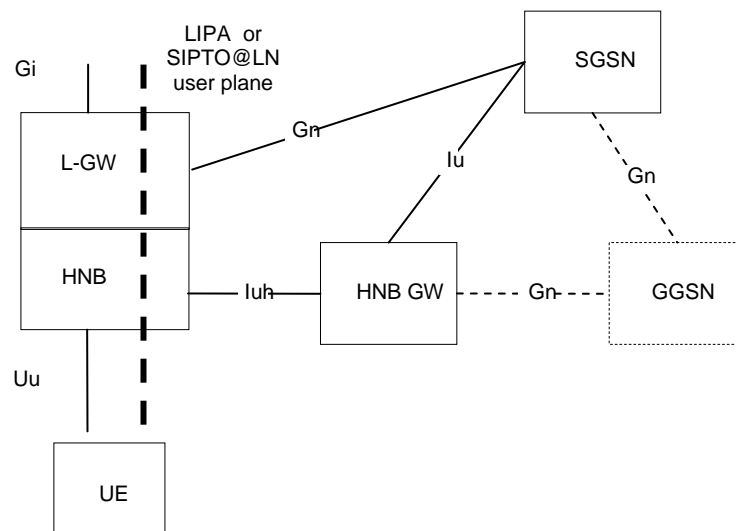 LIPA or
SIPTO@LN
user plane
Gi
SGSN
Gn
L-GW
Iu
Gn
HNB
Iuh
HNB GW
Gn
GGSN
Uu
UE